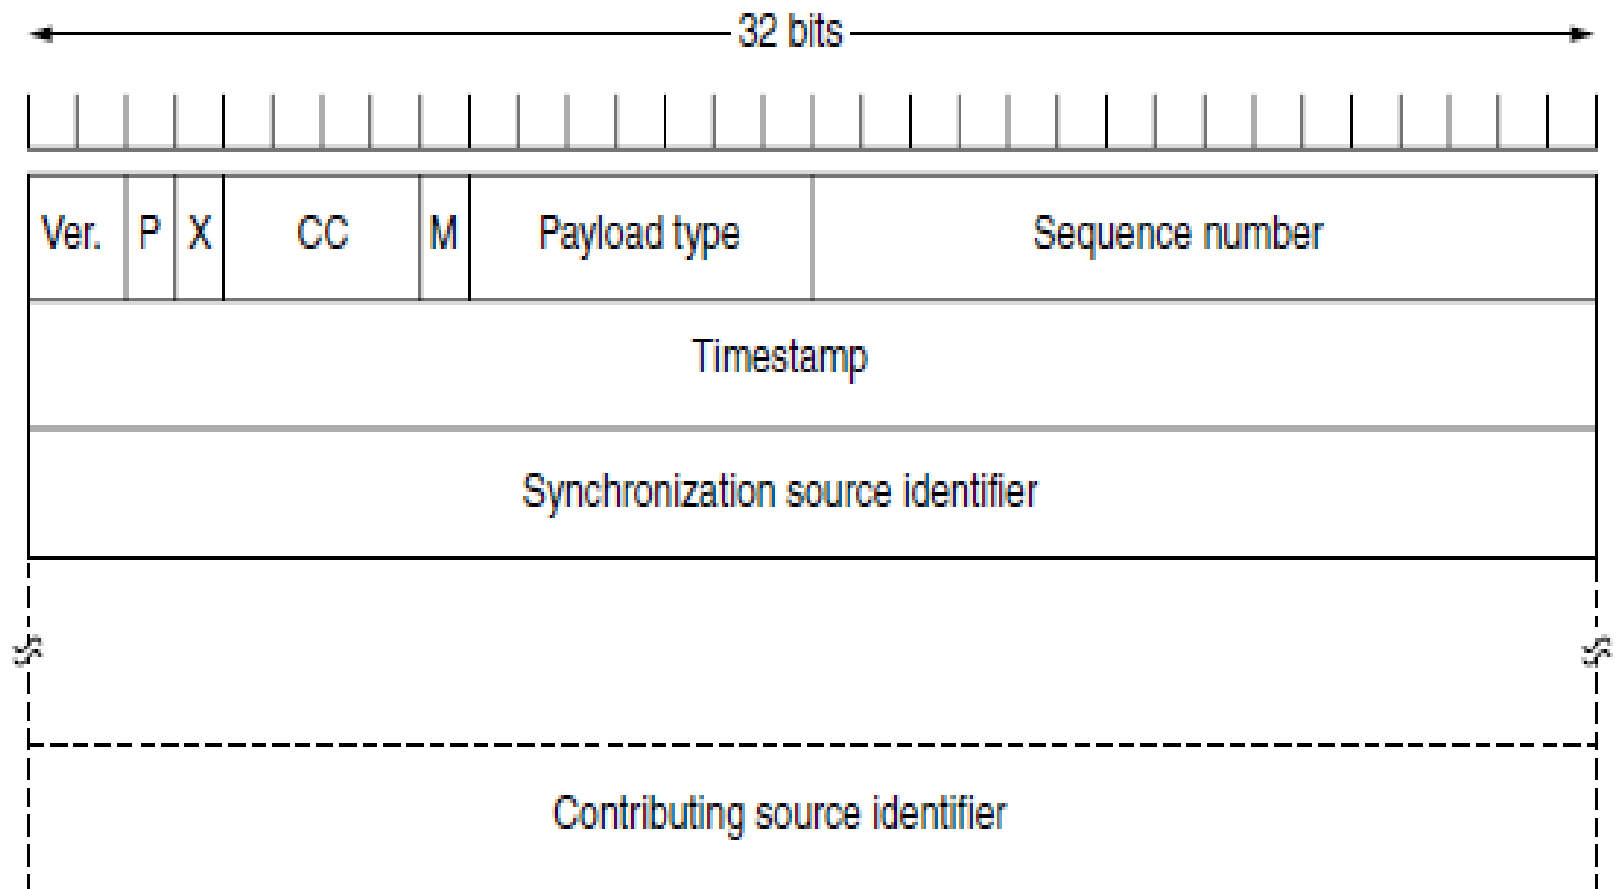 32 bits
Ver. P X CC M Payload type Sequence number
Timestamp
Synchronization source identifier
Contributing source identifier